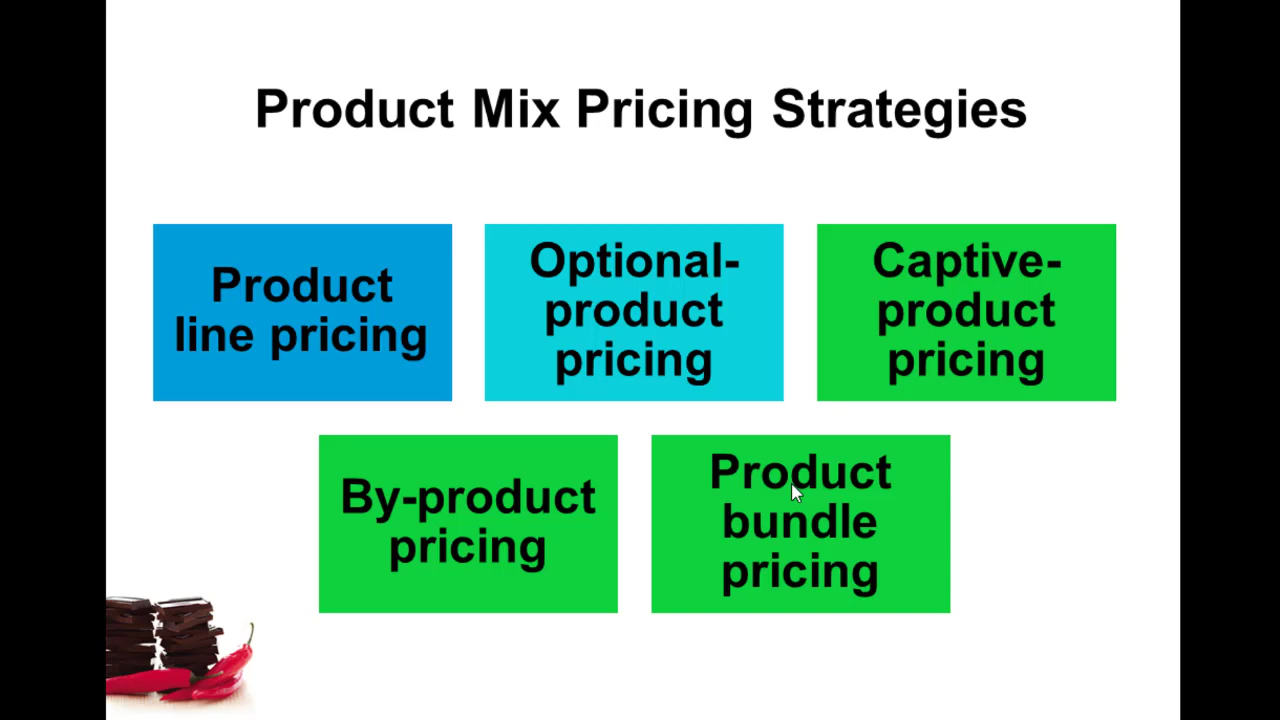 Product Mix Pricing Strategies
Product
line pricing
Optional-
product
pricing
Captive-
product
pricing
By-product
pricing
Product
bundle
pricing